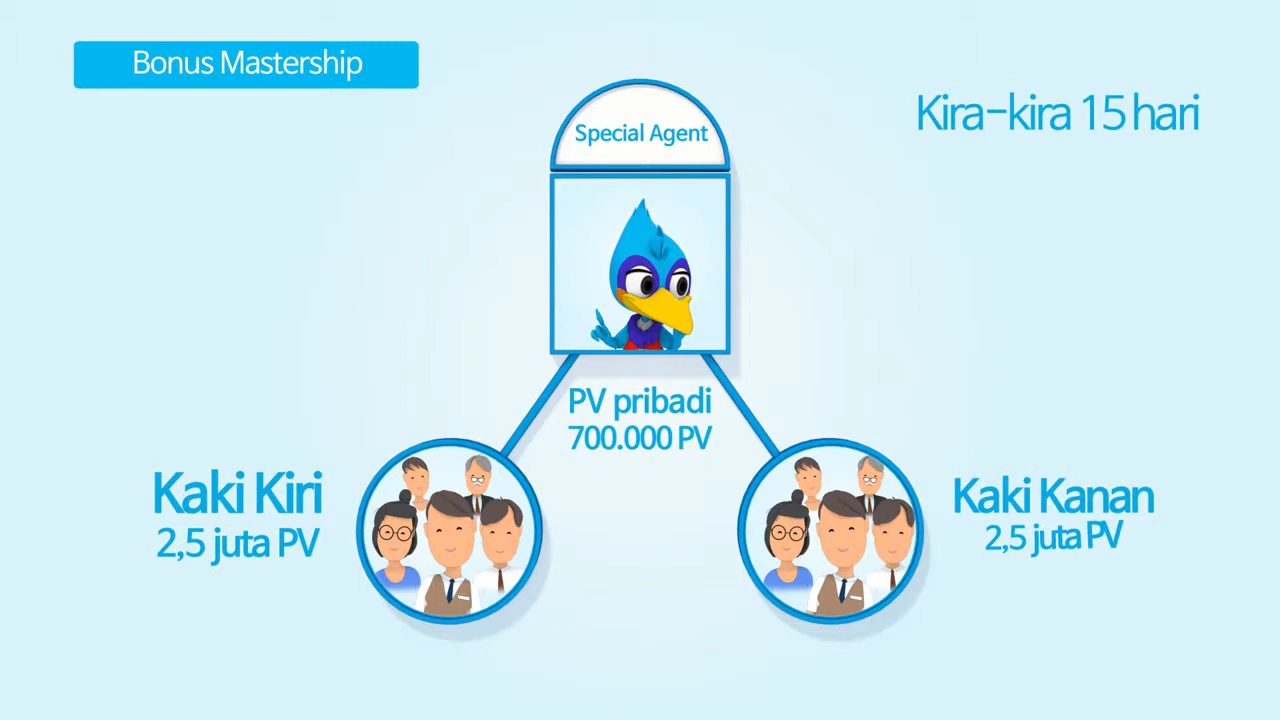 Bonus Mastership
Kira-kira 15 hari
Special Agent
PV pribadi
700.000 PV
Kaki Kiri
2,5 juta PV
Kaki Kanan
2,5 juta PV